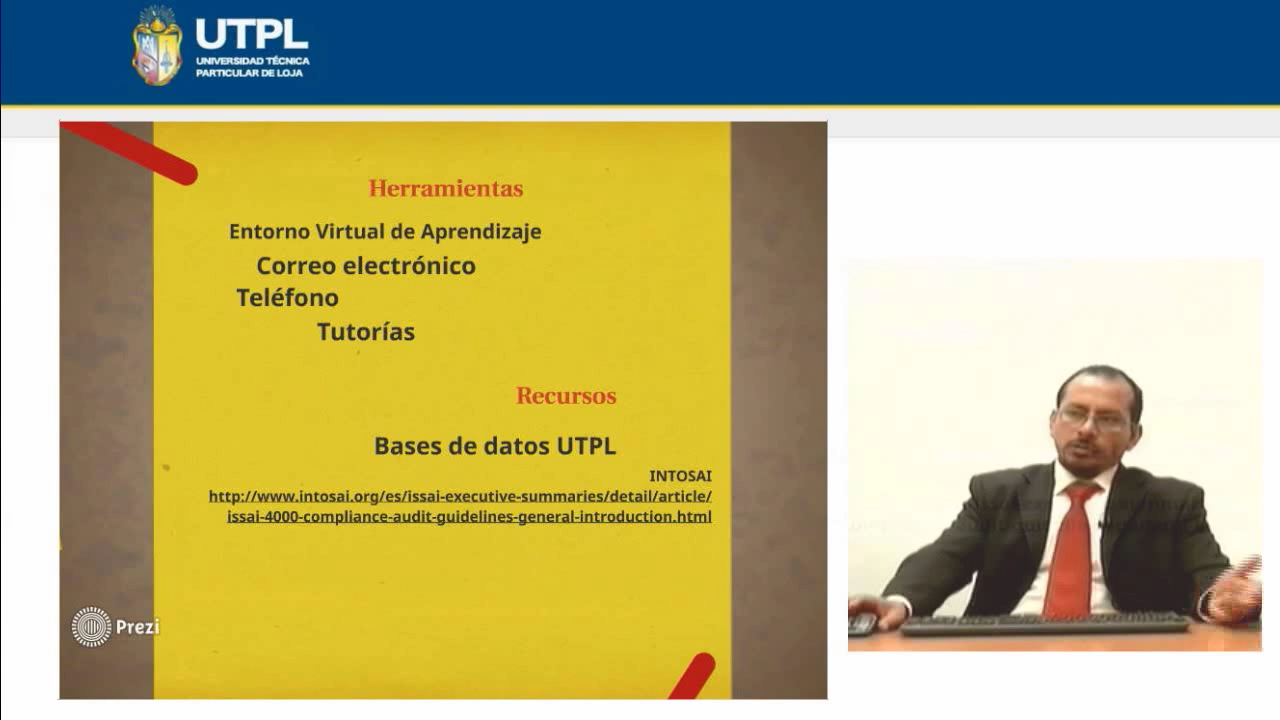 UTPL
UNIVERSIDAD TÉCNICA
PARTICULAR DE LOJA
Herramientas
Entorno Virtual de Aprendizaje
Correo electrónico
Teléfono
Tutorías
Recursos
Bases de datos UTPL
INTOSAI
http://www.intosai.org/es/issai-executive-summaries/detail/article/
issai-4000-compliance-audit-guidelines-general-introduction.html
Prezi